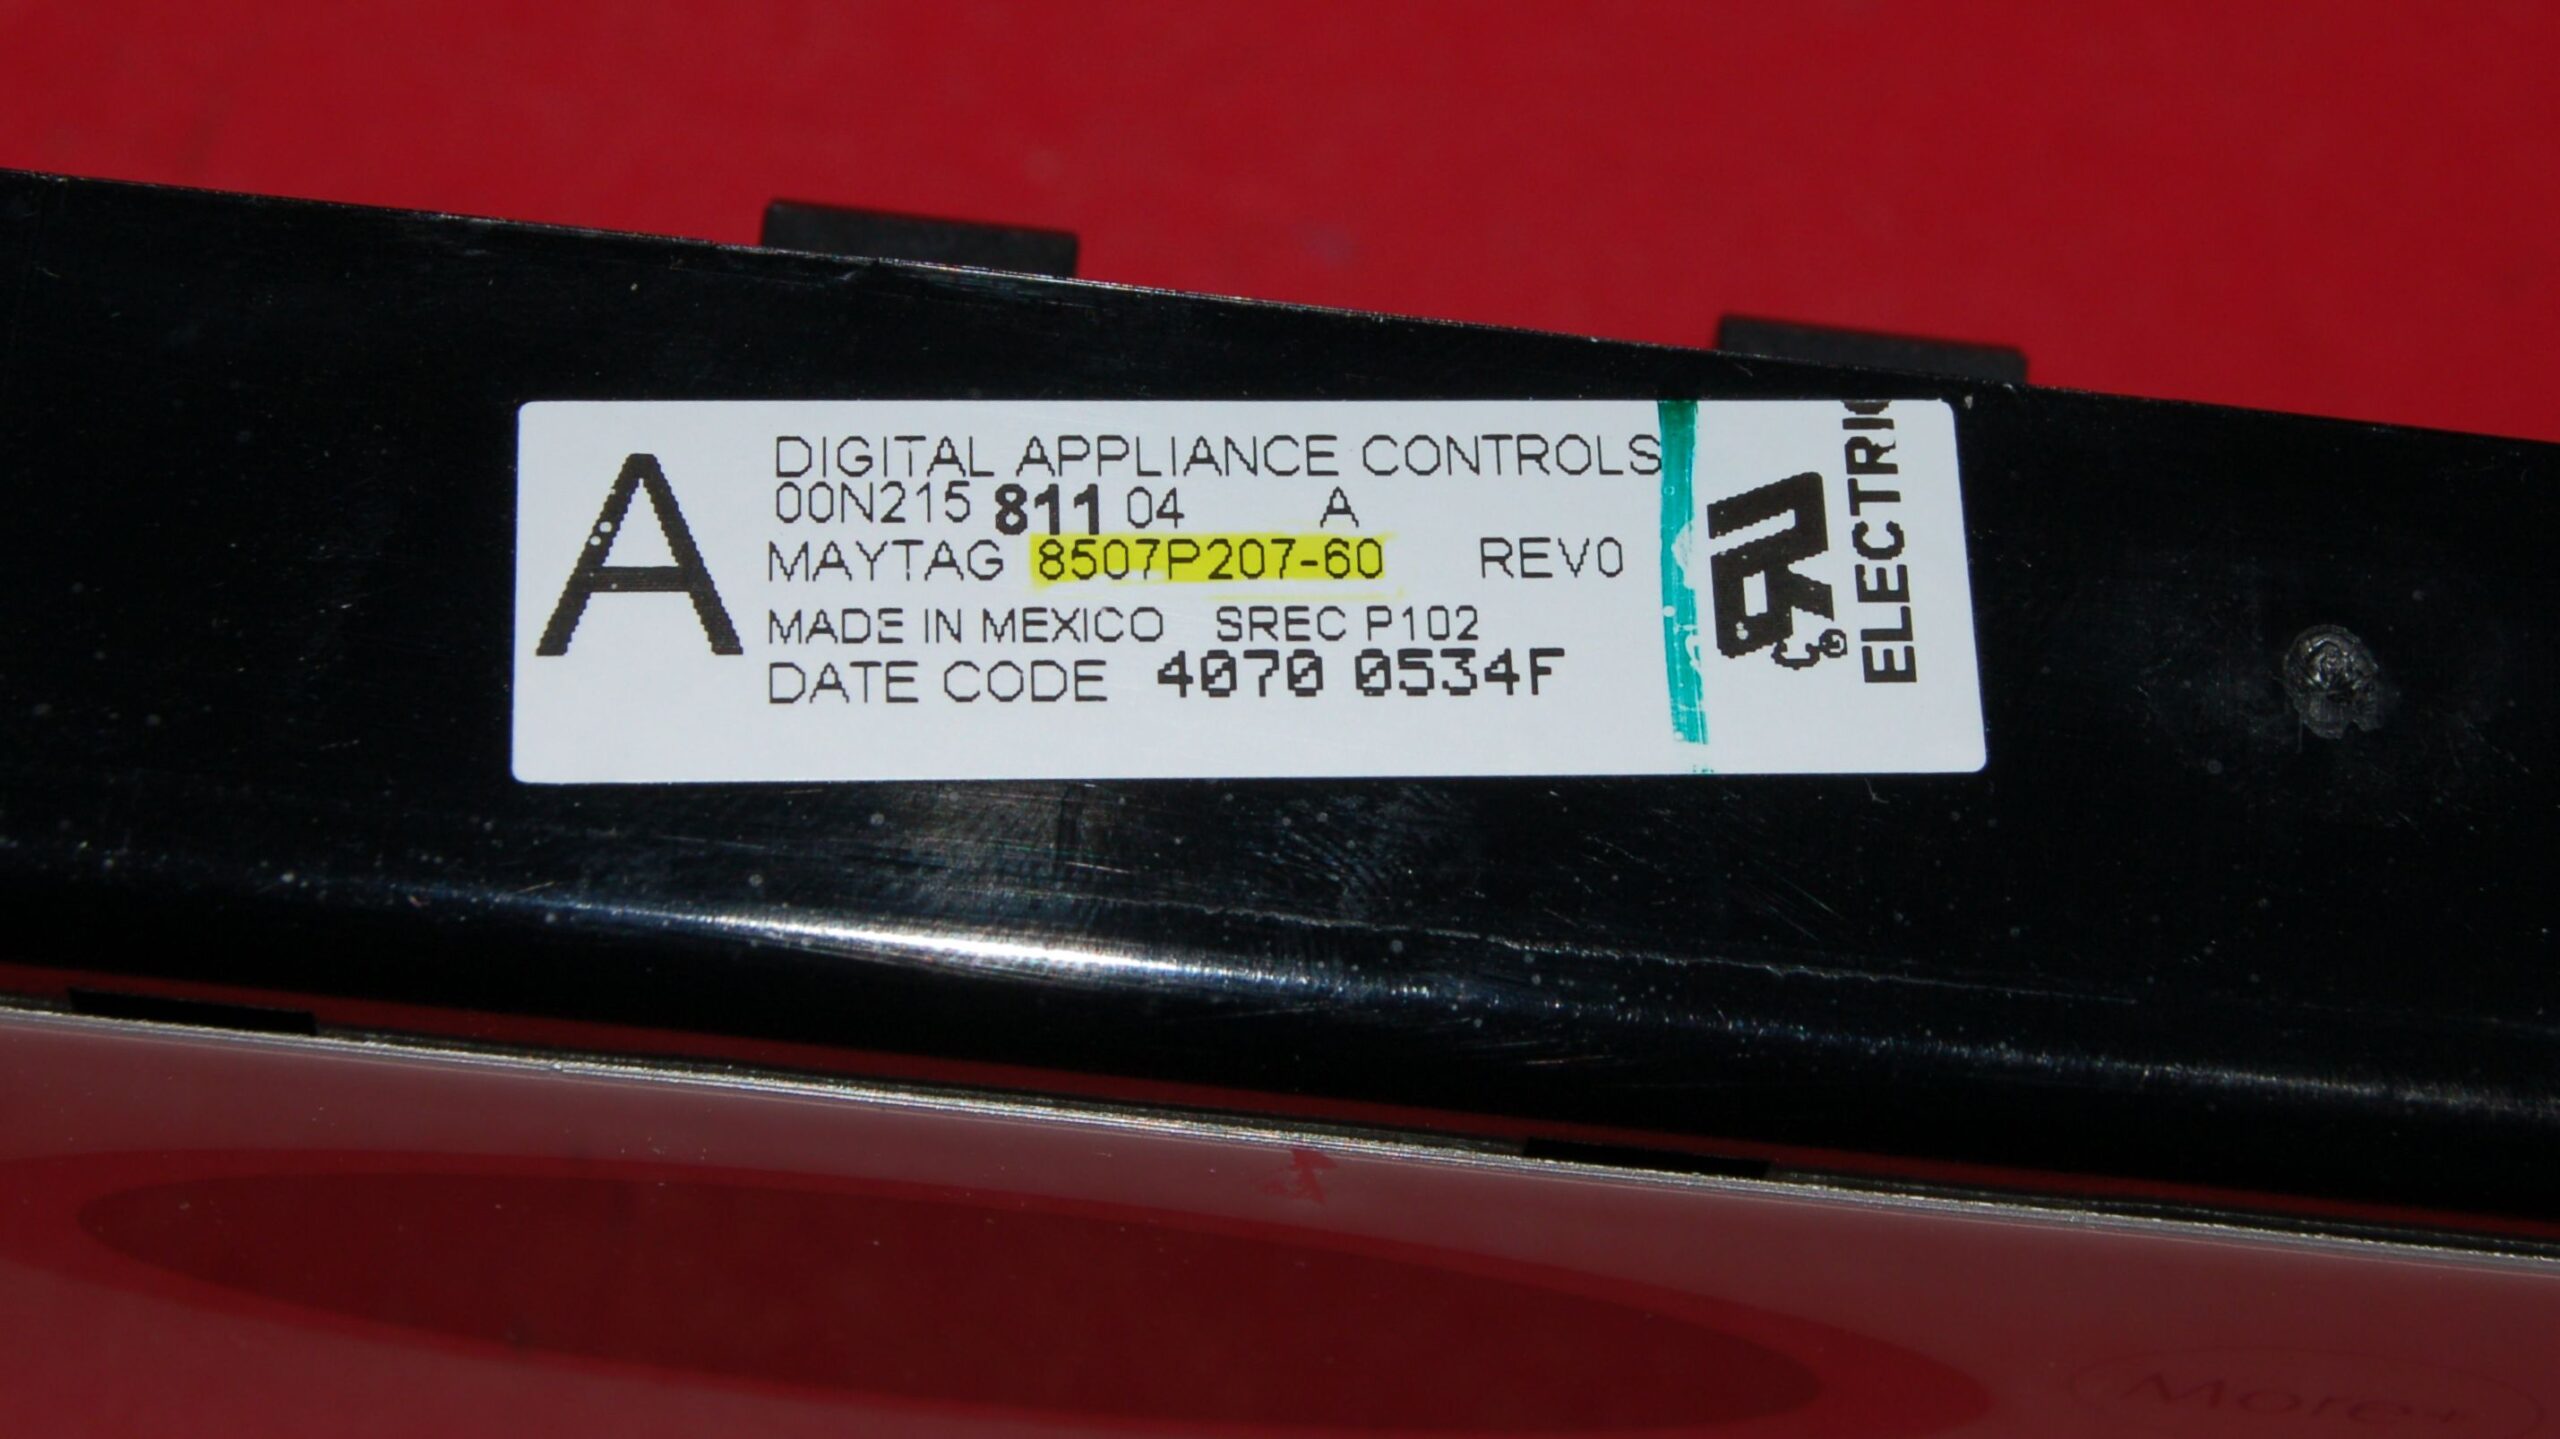 A
DIGITAL APPLIANCE CONTROLS
00N215 811 04 A
MAYTAG 8507P207-60 REV0
MADE IN MEXICO SREC P102
DATE CODE 4070 0534F
More+